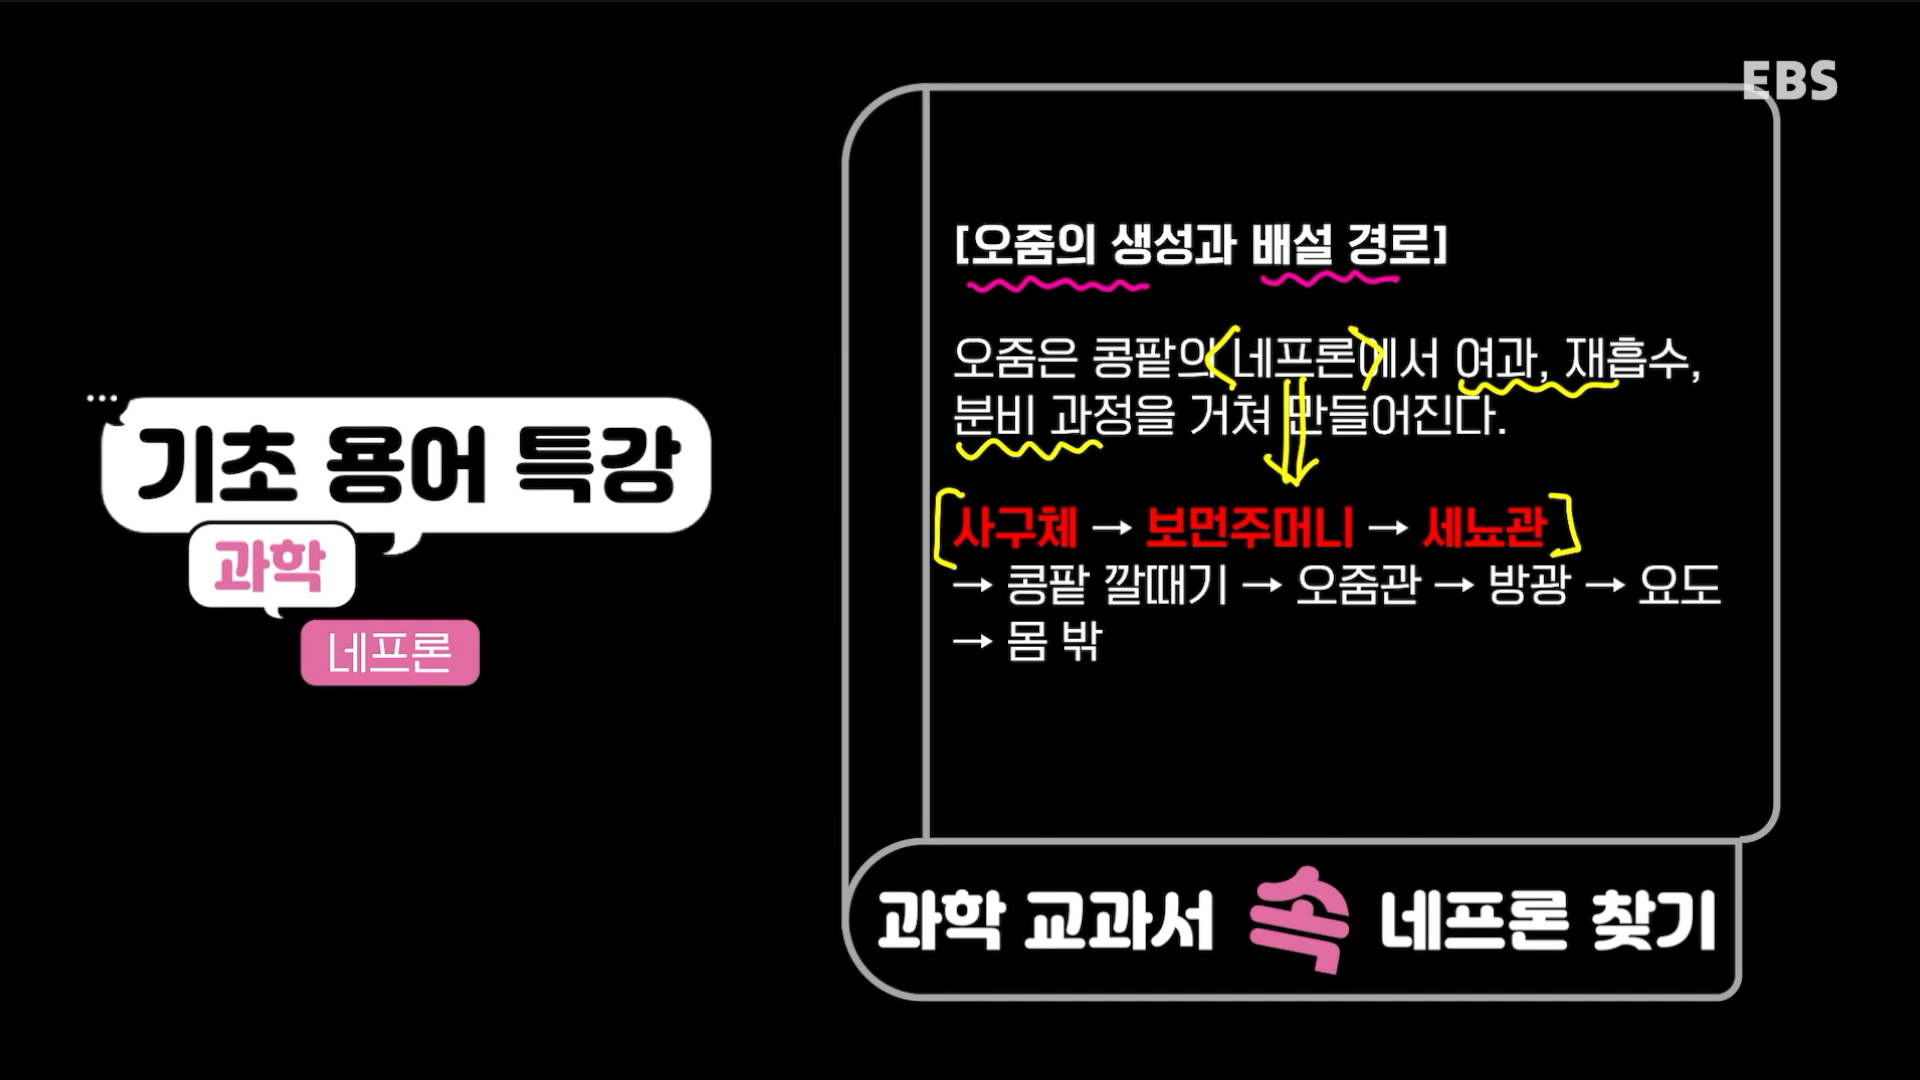 EBS
기초 용어 특강
과학
네프론
[오줌의 생성과 배설 경로]
오줌은 콩팥의 네프론에서 여과, 재흡수,
분비 과정을 거쳐 만들어진다.
사구체 → 보먼주머니 → 세뇨관
→ 콩팥 깔때기 → 오줌관 → 방광 → 요도
→ 몸 밖
과학 교과서 속 네프론 찾기